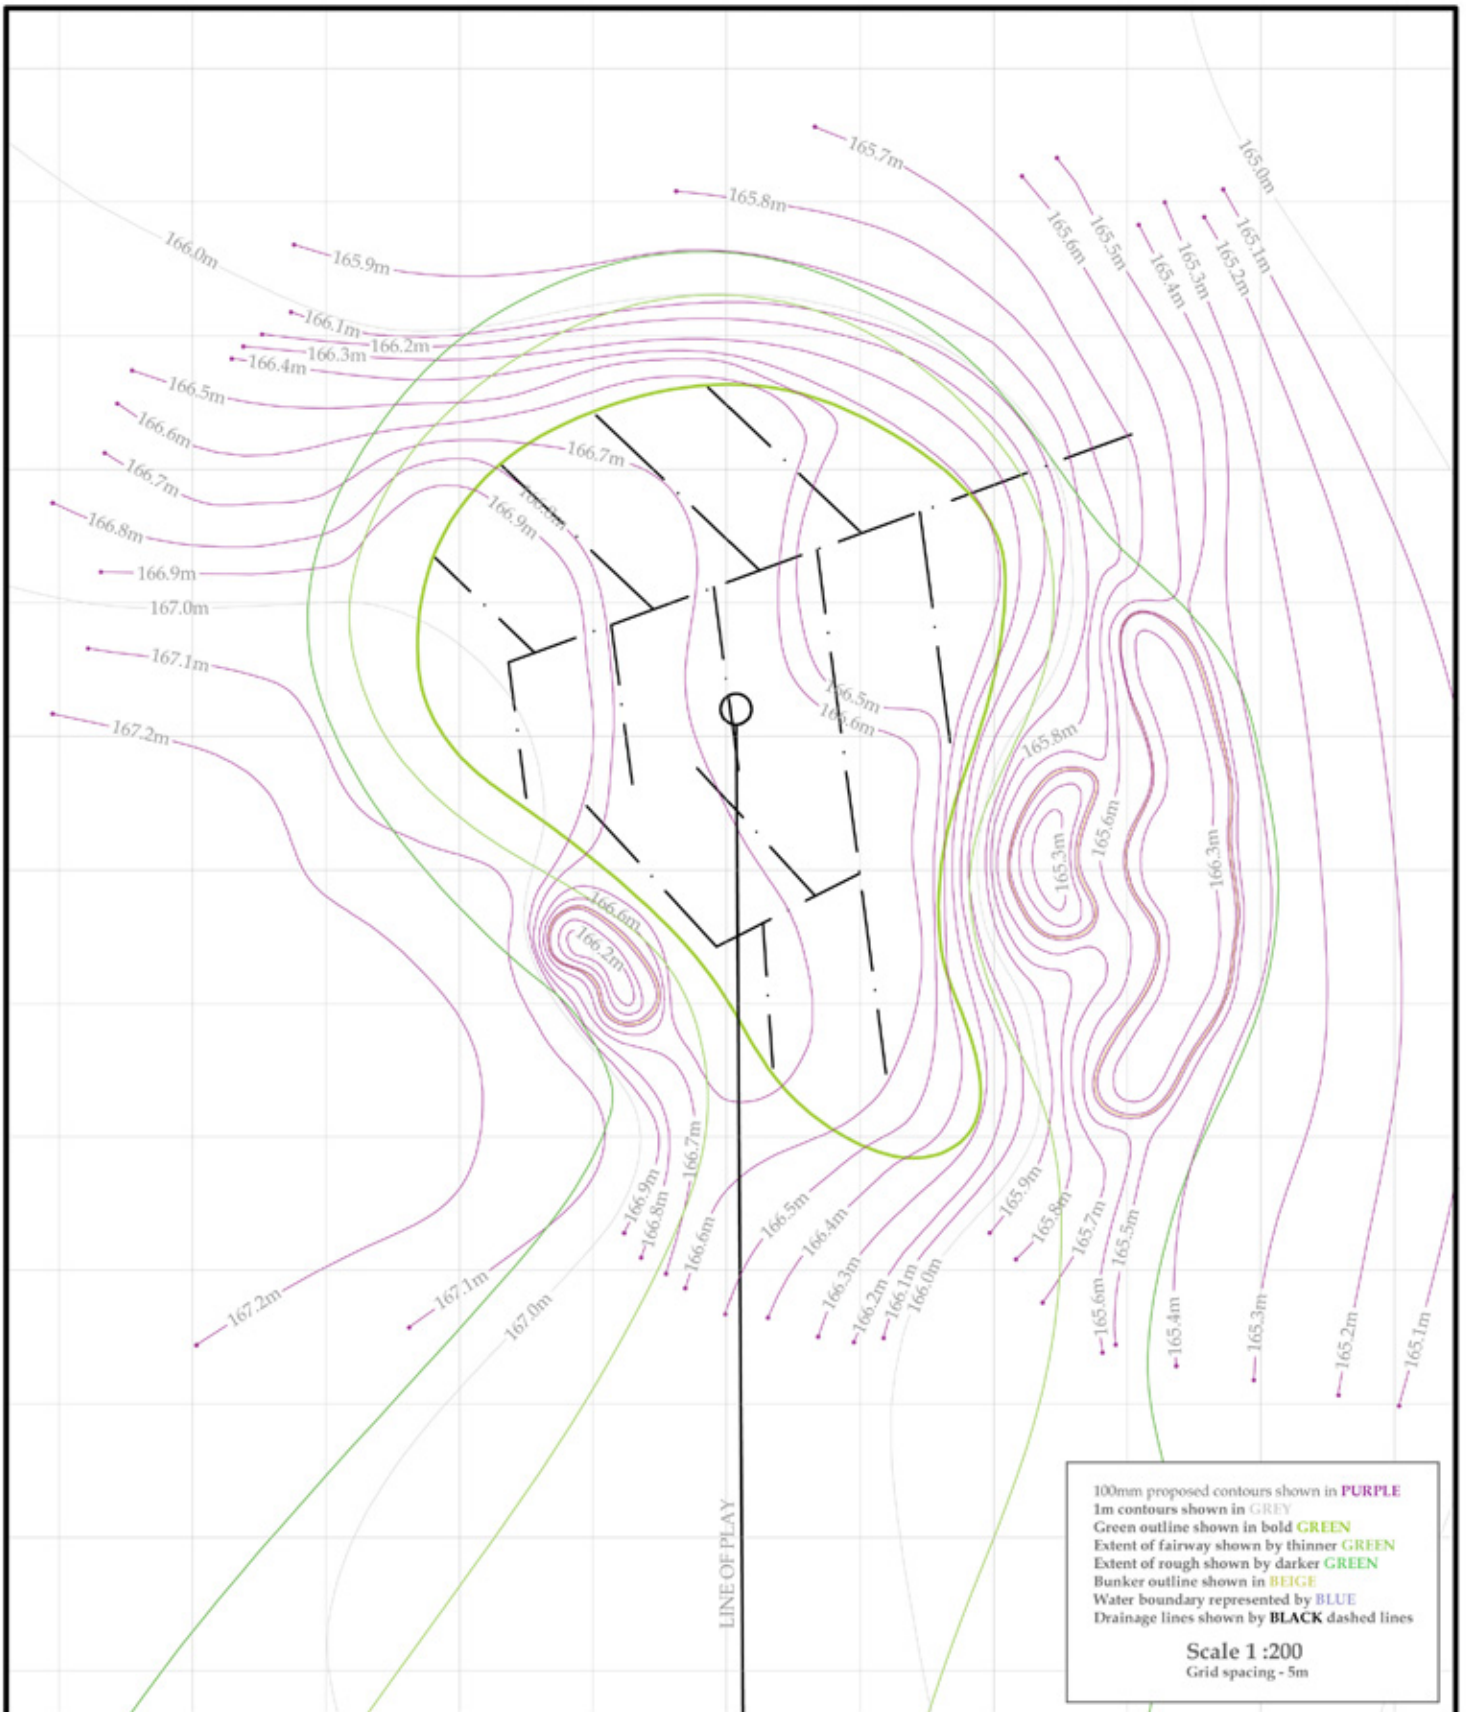 165.7m
165.8m
165.0m
165.6m
165.5m
165.4m
165.3m
165.2m
165.1m
166.0m
165.9m
166.1m
166.2m
166.3m
166.4m
166.5m
166.6m
166.7m
166.8m
166.9m
167.0m
167.1m
167.2m
166.7m
166.8m
166.9m
166.5m
166.6m
165.8m
165.6m
165.3m
166.3m
166.6m
166.2m
166.7m
166.9m
166.8m
166.6m
166.5m
166.4m
166.3m
166.2m
166.1m
166.0m
165.9m
165.8m
165.7m
165.5m
165.6m
165.4m
165.3m
165.2m
165.1m
167.2m
167.1m
167.0m
LINE OF PLAY
100mm proposed contours shown in PURPLE
1m contours shown in GREY
Green outline shown in bold GREEN
Extent of fairway shown by thinner GREEN
Extent of rough shown by darker GREEN
Bunker outline shown in BEIGE
Water boundary represented by BLUE
Drainage lines shown by BLACK dashed lines
Scale 1 :200
Grid spacing - 5m